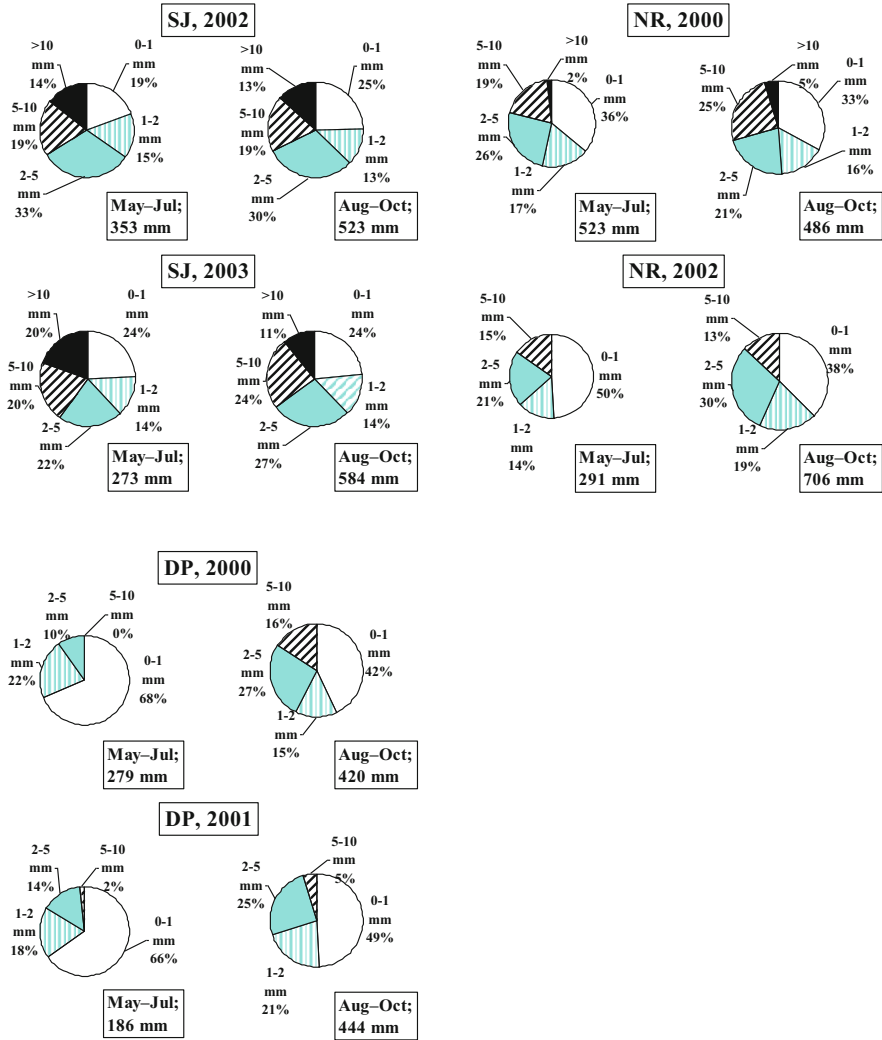 SJ, 2002
>10
mm
14%
0-1
mm
19%
5-10
mm
19%
1-2
mm
15%
2-5
mm
33%
May–Jul;
353 mm
>10
mm
13%
0-1
mm
25%
5-10
mm
19%
1-2
mm
13%
2-5
mm
30%
Aug–Oct;
523 mm
NR, 2000
5-10
mm
19%
>10
mm
2%
0-1
mm
36%
2-5
mm
26%
1-2
mm
17%
May–Jul;
523 mm
>10
mm
5%
5-10
mm
25%
0-1
mm
33%
1-2
mm
16%
2-5
mm
21%
Aug–Oct;
486 mm
SJ, 2003
>10
mm
20%
0-1
mm
24%
5-10
mm
20%
1-2
mm
14%
2-5
mm
22%
May–Jul;
273 mm
>10
mm
11%
0-1
mm
24%
5-10
mm
24%
1-2
mm
14%
2-5
mm
27%
Aug–Oct;
584 mm
NR, 2002
5-10
mm
15%
0-1
mm
50%
2-5
mm
21%
1-2
mm
14%
May–Jul;
291 mm
5-10
mm
13%
0-1
mm
38%
2-5
mm
30%
1-2
mm
19%
Aug–Oct;
706 mm
DP, 2000
2-5
mm
10%
5-10
mm
0%
1-2
mm
22%
0-1
mm
68%
May–Jul;
279 mm
5-10
mm
16%
0-1
mm
42%
2-5
mm
27%
1-2
mm
15%
Aug–Oct;
420 mm
DP, 2001
2-5
mm
14%
5-10
mm
2%
1-2
mm
18%
0-1
mm
66%
May–Jul;
186 mm
5-10
mm
5%
2-5
mm
25%
0-1
mm
49%
1-2
mm
21%
Aug–Oct;
444 mm